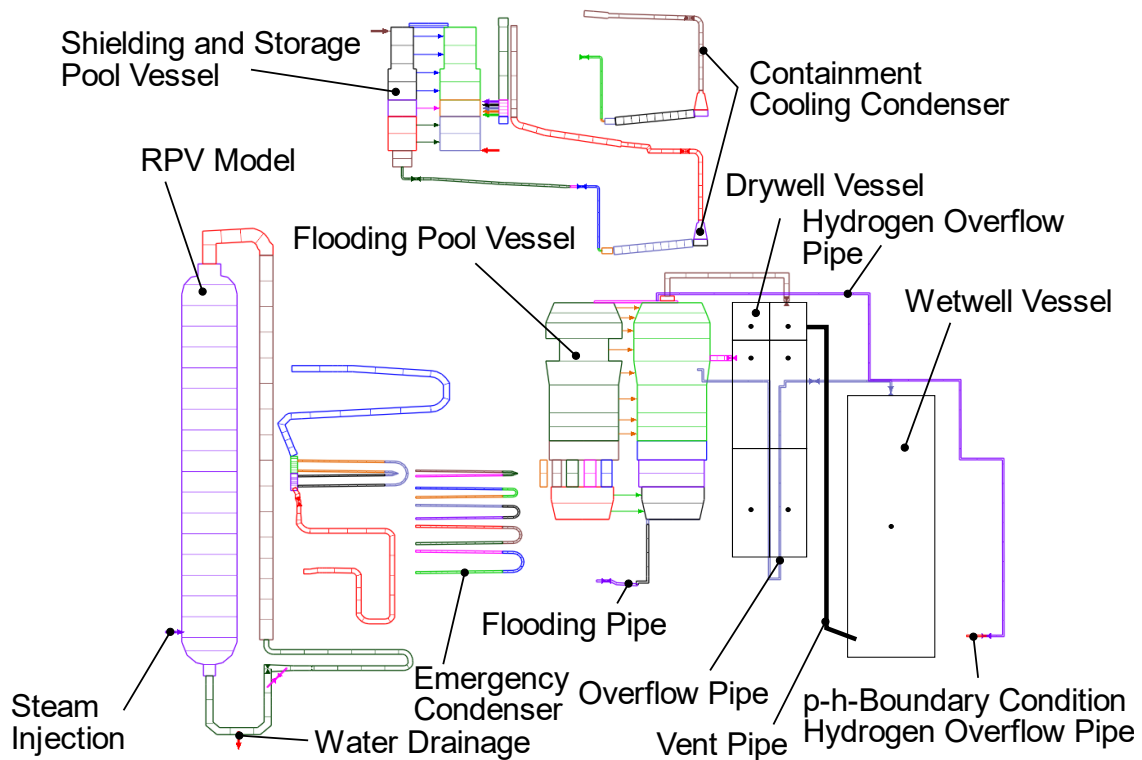 Shielding and Storage
Pool Vessel
Containment
Cooling Condenser
RPV Model
Drywell Vessel
Hydrogen Overflow
Pipe
Flooding Pool Vessel
Wetwell Vessel
Flooding Pipe
Emergency
Condenser
Overflow Pipe
p-h-Boundary Condition
Hydrogen Overflow Pipe
Steam
Injection
Water Drainage
Vent Pipe